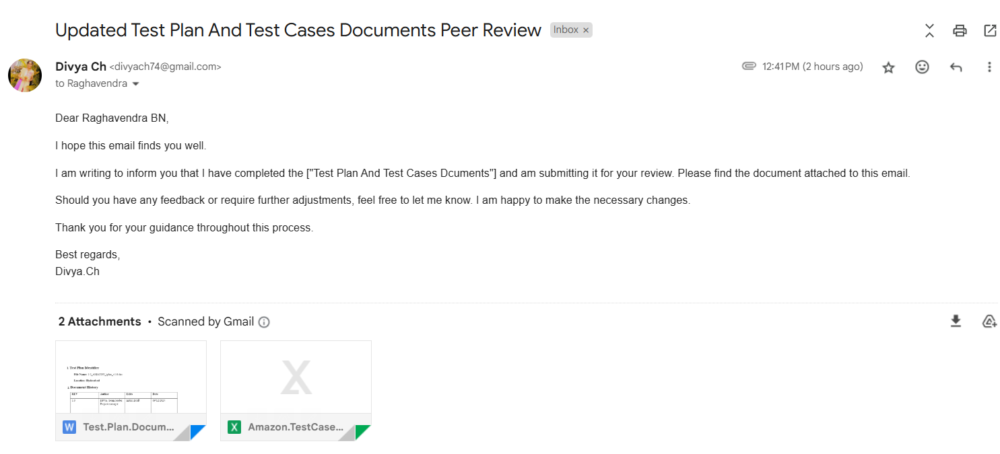 Updated Test Plan And Test Cases Documents Peer Review Inbox ×
Divya Ch <divyach74@gmail.com> 12:41 PM (2 hours ago)
to Raghavendra
Dear Raghavendra BN,
I hope this email finds you well.
I am writing to inform you that I have completed the ["Test Plan And Test Cases Dcuments"] and am submitting it for your review. Please find the document attached to this email.
Should you have any feedback or require further adjustments, feel free to let me know. I am happy to make the necessary changes.
Thank you for your guidance throughout this process.
Best regards,
Divya.Ch
2 Attachments • Scanned by Gmail
1. Test Plan Identifier
File Name:
Location: Hyderabad
2. Document History
REV Author Edits Date
1.0
Project manager
W Test.Plan.Docum...
X
X Amazon.TestCase...